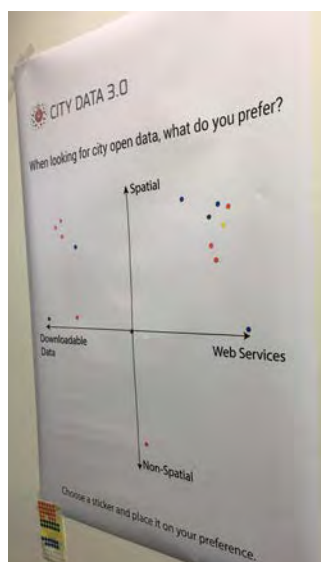 CITY DATA 3.0
When looking for city open data, what do you prefer?
Spatial
Downloadable
Data
Web Services
Non-Spatial
Choose a sticker and place it on your preference.